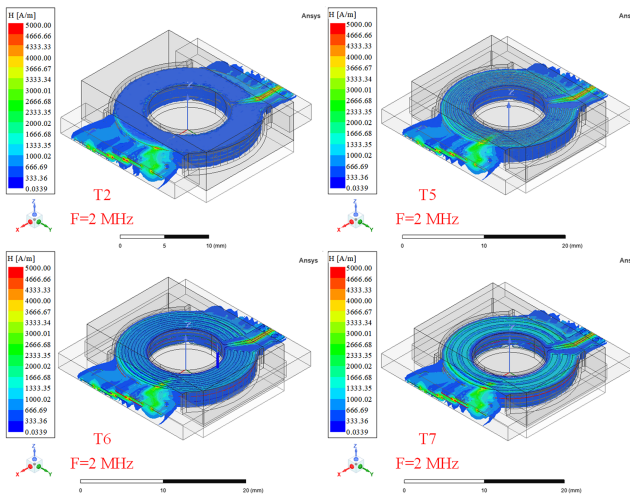 H [A/m]
5000.00
4666.66
4333.33
4000.00
3666.67
3333.34
3000.01
2666.68
2333.35
2000.02
1666.68
1333.35
1000.02
666.69
333.36
0.0339
Ansys
Z
X
Y
T2
F=2 MHz
0
5
10 (mm)
H [A/m]
5000.00
4666.66
4333.33
4000.00
3666.67
3333.34
3000.01
2666.68
2333.35
2000.02
1666.68
1333.35
1000.02
666.69
333.36
0.0339
Ansys
Z
X
Y
T5
F=2 MHz
0
10
20 (mm)
H [A/m]
5000.00
4666.66
4333.33
4000.00
3666.67
3333.34
3000.01
2666.68
2333.35
2000.02
1666.68
1333.35
1000.02
666.69
333.36
0.0339
Ansys
Z
X
Y
T6
F=2 MHz
0
10
20 (mm)
H [A/m]
5000.00
4666.66
4333.33
4000.00
3666.67
3333.34
3000.01
2666.68
2333.35
2000.02
1666.68
1333.35
1000.02
666.69
333.36
0.0339
Ans
Z
X
Y
T7
F=2 MHz
0
10
20 (mm)